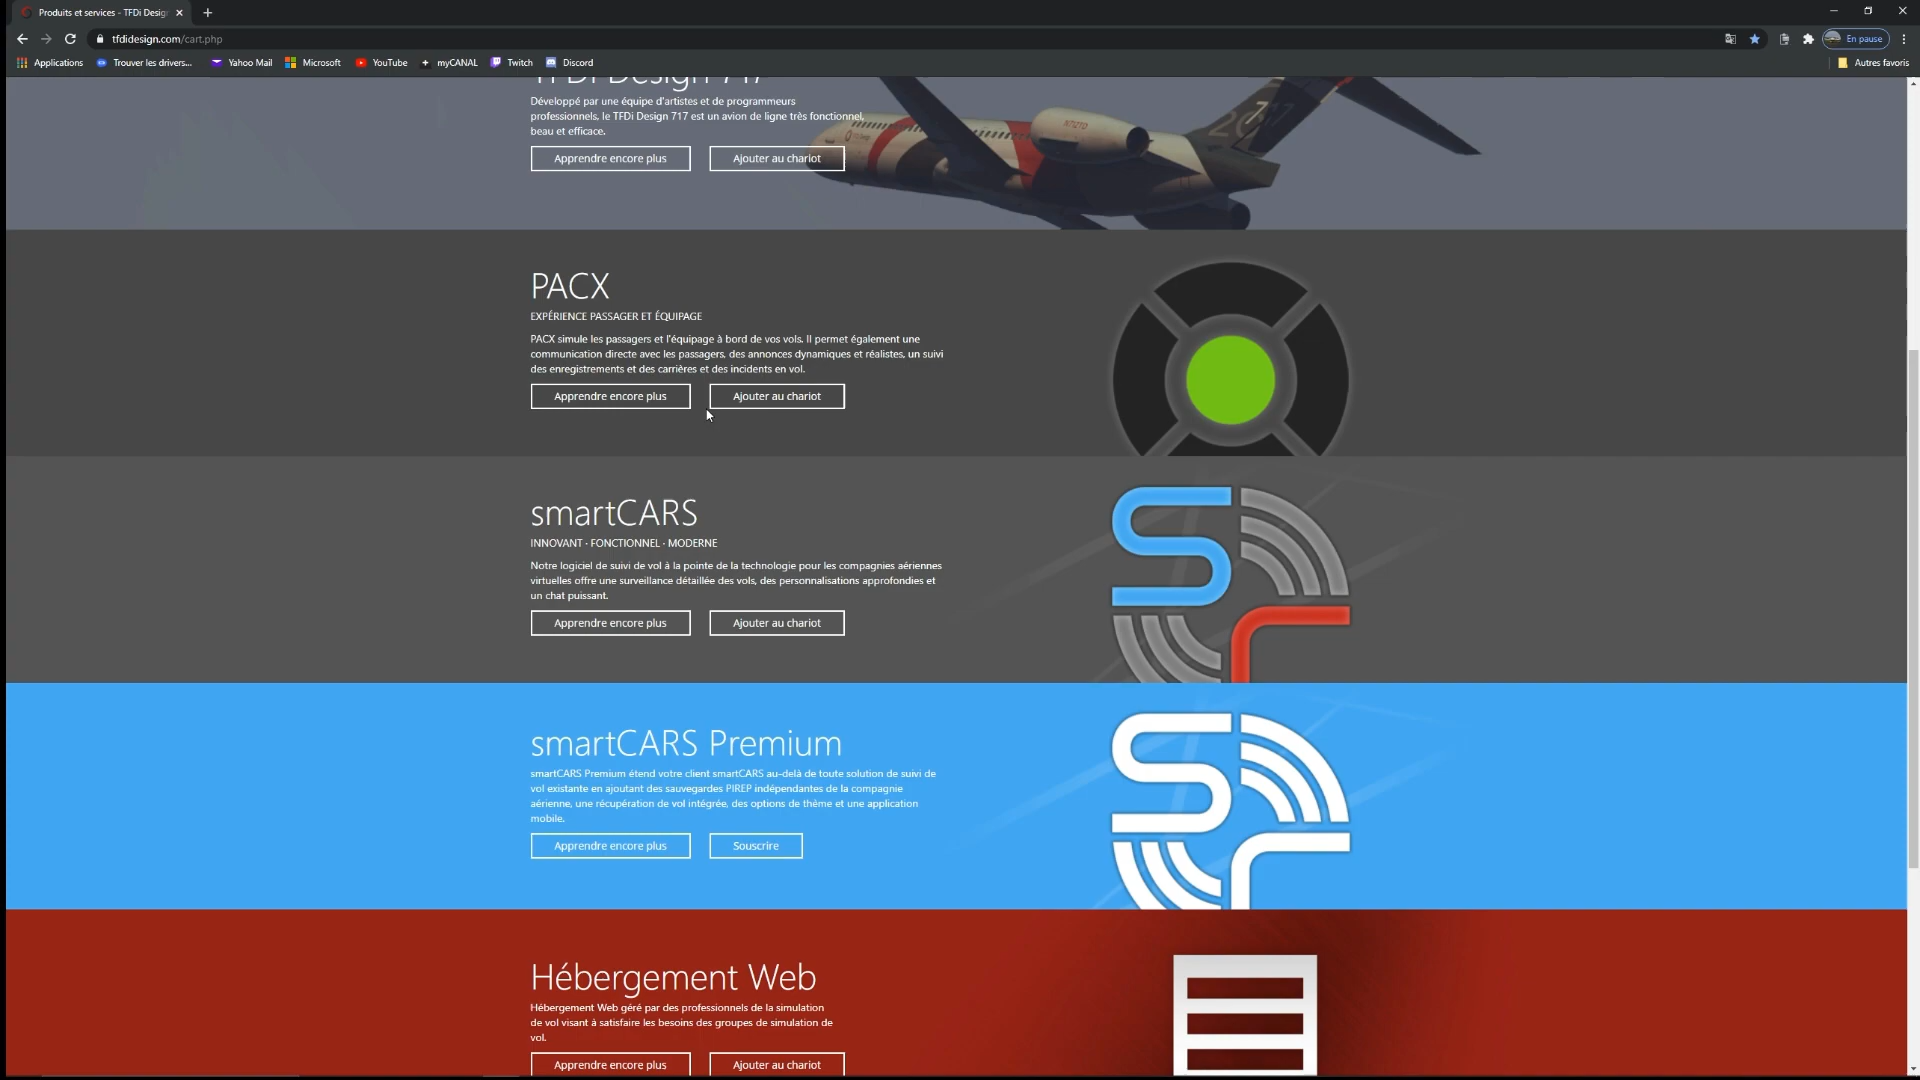 Produits et services - TFDi Desig
tfdidesign.com/cart.php
En pause
Applications
Trouver les drivers...
Yahoo Mail
Microsoft
YouTube
myCANAL
Twitch
Discord
Autres favoris
TFDi Design 717
Développé par une équipe d'artistes et de programmeurs
professionnels, le TFDi Design 717 est un avion de ligne très fonctionnel,
beau et efficace.
Apprendre encore plus
Ajouter au chariot
PACX
EXPÉRIENCE PASSAGER ET ÉQUIPAGE
PACX simule les passagers et l'équipage à bord de vos vols. Il permet également une
communication directe avec les passagers, des annonces dynamiques et réalistes, un suivi
des enregistrements et des carrières et des incidents en vol.
Apprendre encore plus
Ajouter au chariot
smartCARS
INNOVANT · FONCTIONNEL · MODERNE
Notre logiciel de suivi de vol à la pointe de la technologie pour les compagnies aériennes
virtuelles offre une surveillance détaillée des vols, des personnalisations approfondies et
un chat puissant.
Apprendre encore plus
Ajouter au chariot
smartCARS Premium
smartCARS Premium étend votre client smartCARS au-delà de toute solution de suivi de
vol existante en ajoutant des sauvegardes PIREP indépendantes de la compagnie
aérienne, une récupération de vol intégrée, des options de thème et une application
mobile.
Apprendre encore plus
Souscrire
Hébergement Web
Hébergement Web géré par des professionnels de la simulation
de vol visant à satisfaire les besoins des groupes de simulation de
vol.
Apprendre encore plus
Ajouter au chariot